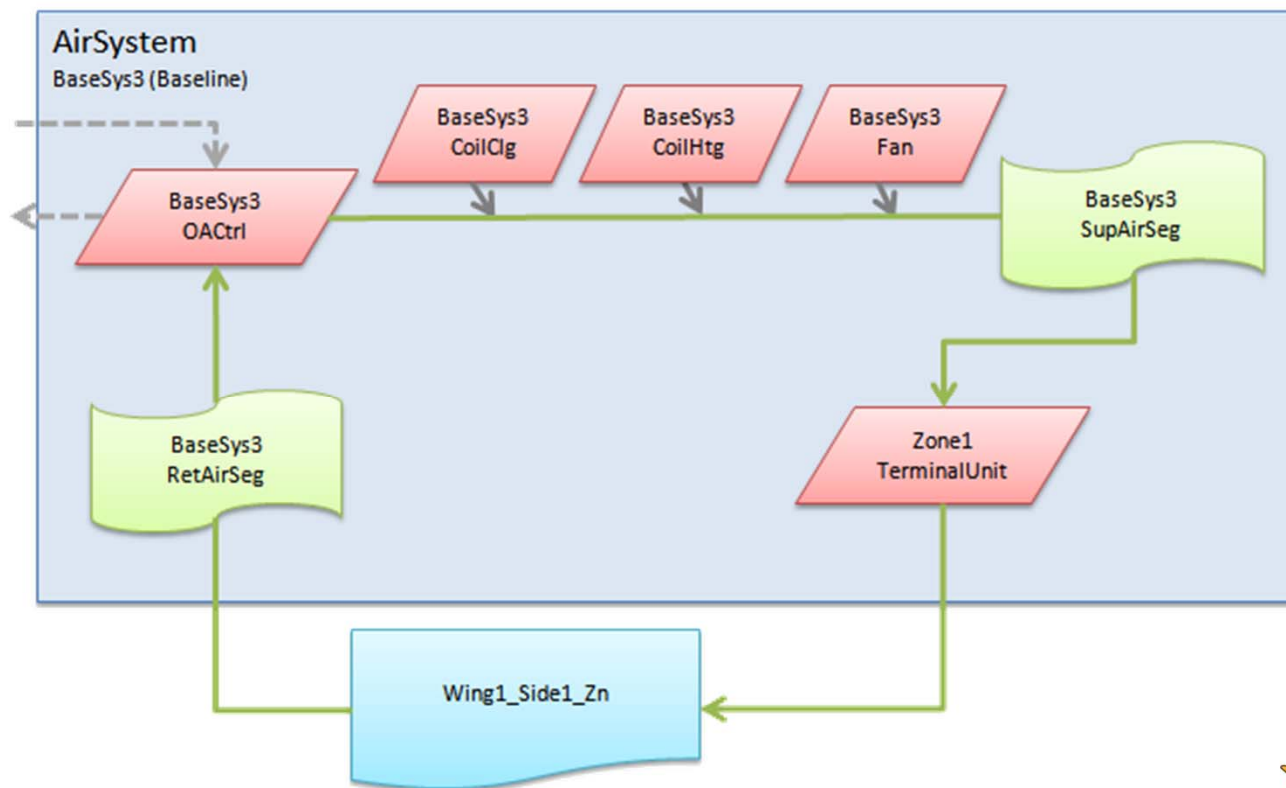 AirSystem
BaseSys3 (Baseline)
BaseSys3
CoilClg
BaseSys3
CoilHtg
BaseSys3
Fan
BaseSys3
OACtrl
BaseSys3
SupAirSeg
BaseSys3
RetAirSeg
Zone1
TerminalUnit
Wing1_Side1_Zn